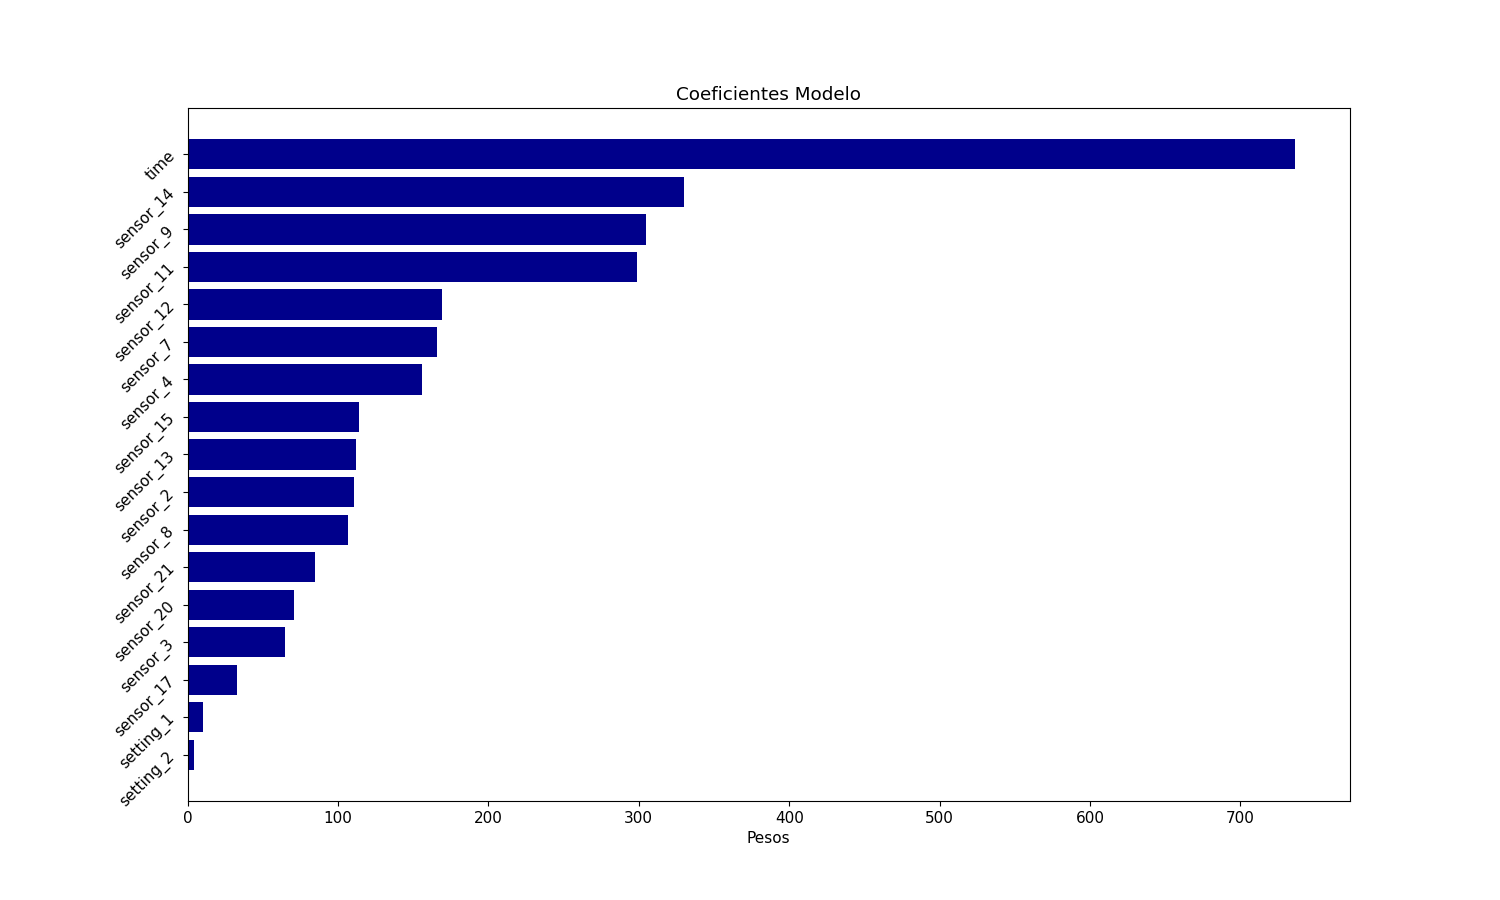 Coeficientes Modelo
time
sensor_14
sensor_9
sensor_11
sensor_12
sensor_7
sensor_4
sensor_15
sensor_13
sensor_2
sensor_8
sensor_21
sensor_20
sensor_3
sensor_17
setting_1
setting_2
0 100 200 300 400 500 600 700
Pesos